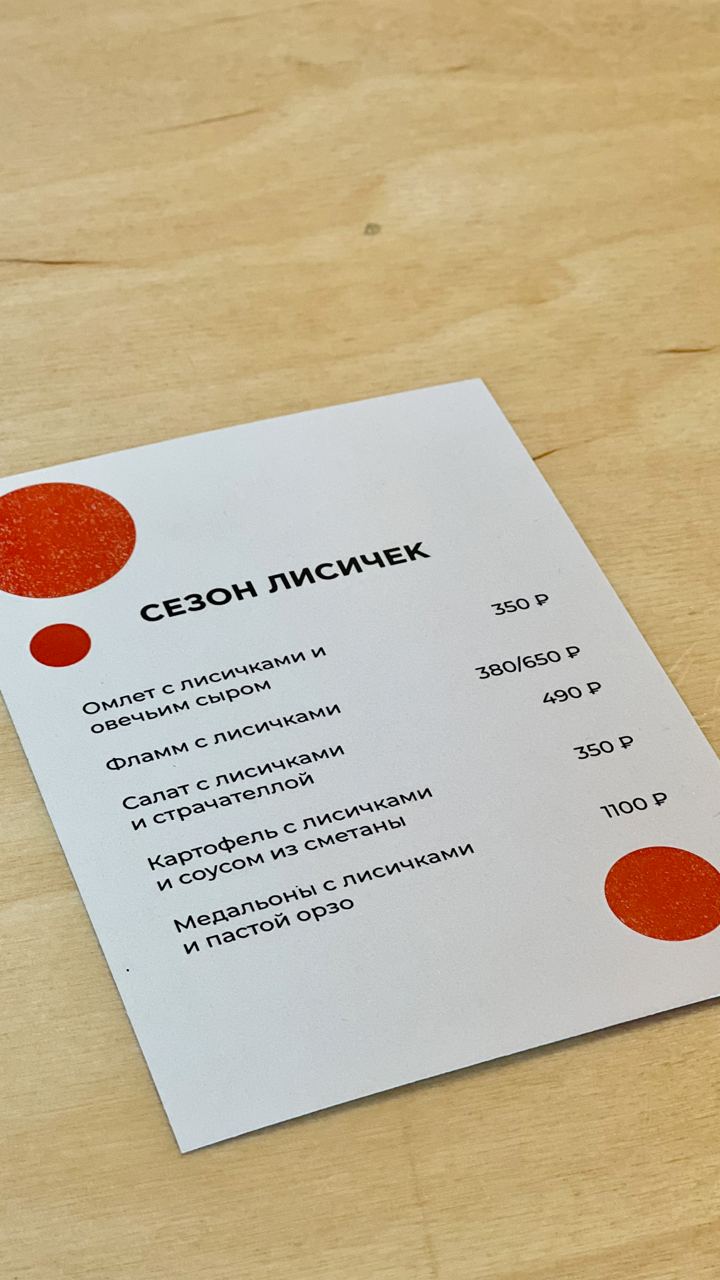 СЕЗОН ЛИСИЧЕК
Омлет с лисичками и 350 ₽
овечьим сыром
Фламм с лисичками 380/650 ₽
Салат с лисичками 490 ₽
и страчателлой
Картофель с лисичками 350 ₽
и соусом из сметаны
Медальоны с лисичками 1100 ₽
и пастой орзо